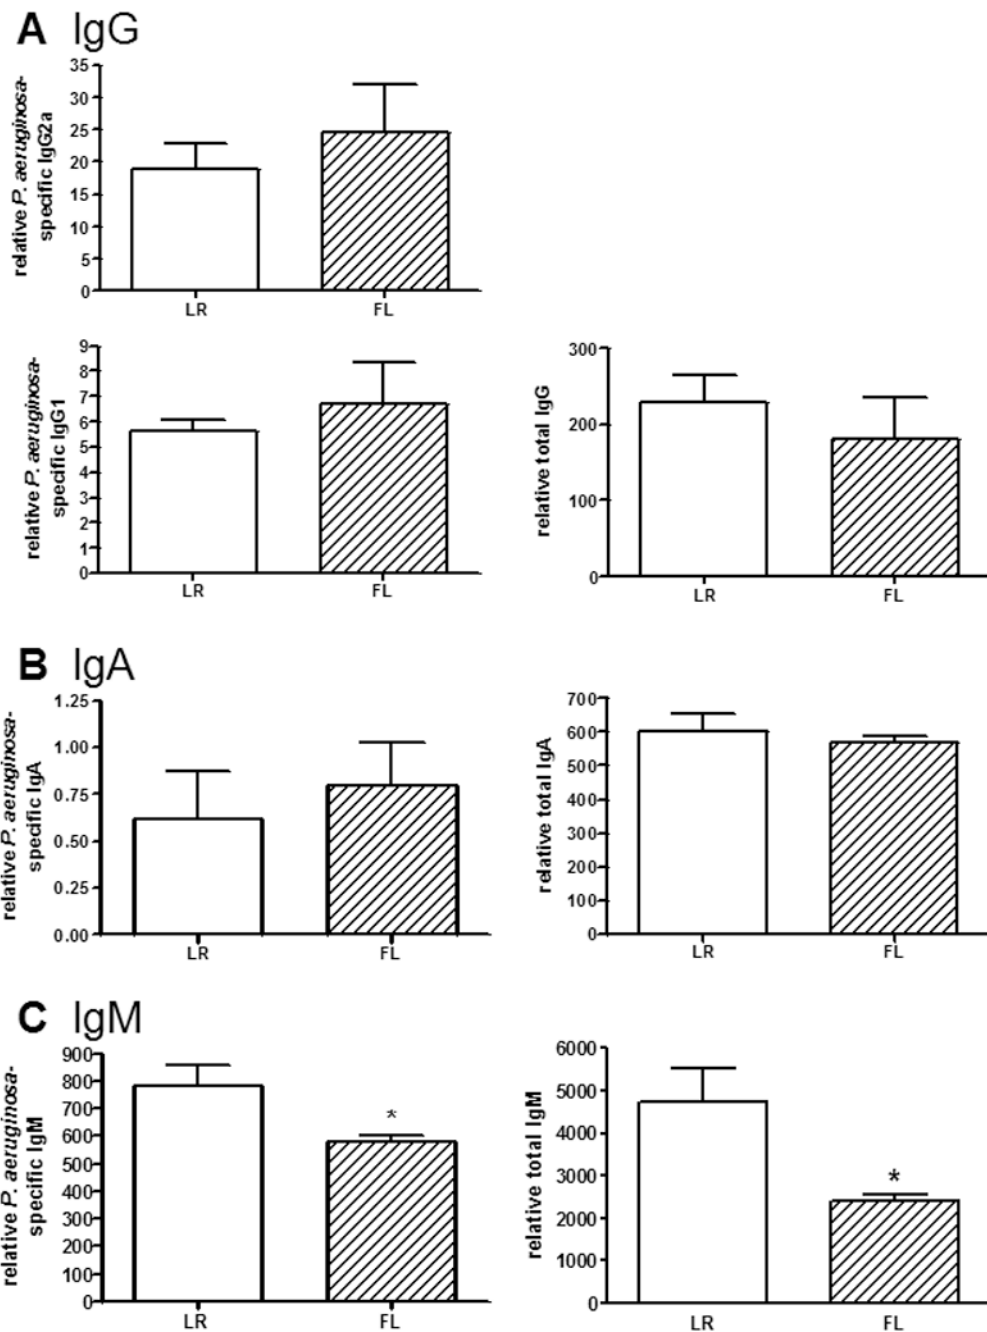 A IgG
relative P. aeruginosa-
specific IgG2a
35
30
25
20
15
10
5
0
LR FL
relative P. aeruginosa-
specific IgG1
9
8
7
6
5
4
3
2
1
0
LR FL
relative total IgG
300
200
100
0
LR FL
B IgA
relative P. aeruginosa-
specific IgA
1.25
1.00
0.75
0.50
0.25
0.00
LR FL
relative total IgA
700
600
500
400
300
200
100
0
LR FL
C IgM
relative P. aeruginosa-
specific IgM
900
800
700
600
500
400
300
200
100
0
*
LR FL
relative total IgM
6000
5000
4000
3000
2000
1000
0
*
LR FL